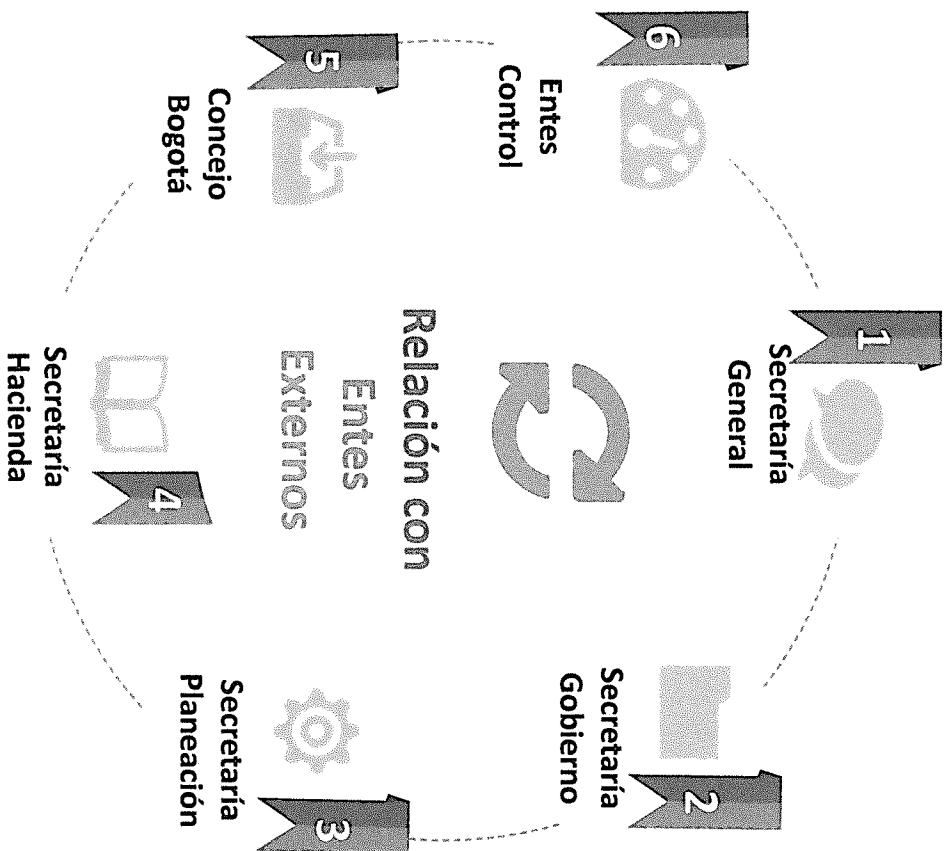 Relación con
Entes
Externos
1
Secretaría
General
2
Secretaría
Gobierno
3
Secretaría
Planeación
4
Secretaría
Hacienda
5
Concejo
Bogotá
6
Entes
Control